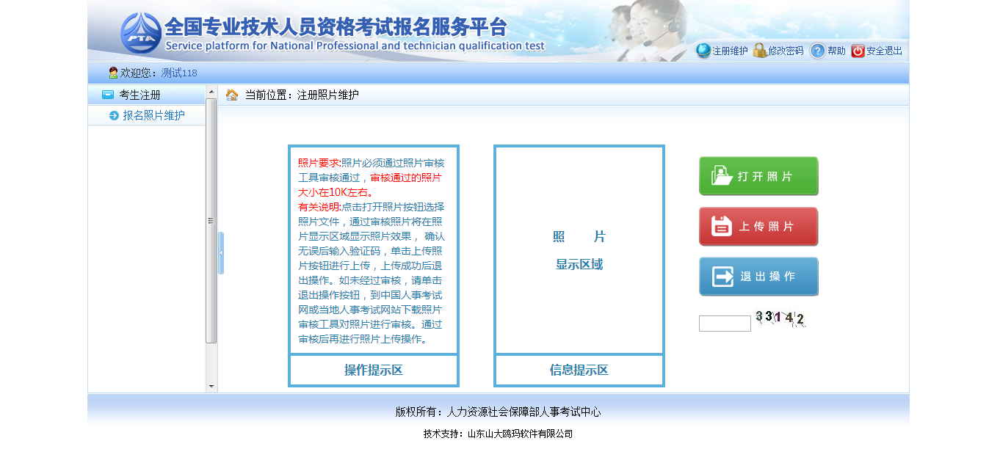 全国专业技术人员资格考试报名服务平台
PTA
Service platform for National Professional and technician qualification test
注册维护 修改密码 ? 帮助 安全退出
欢迎您：测试118
考生注册
当前位置：注册照片维护
报名照片维护
照片要求:照片必须通过照片审核
工具审核通过，审核通过的照片
大小在10K左右。
有关说明:点击打开照片按钮选择
照片文件，通过审核照片将在照
片显示区域显示照片效果， 确认
无误后输入验证码，单击上传照
片按钮进行上传，上传成功后退
出操作。如未经过审核，请单击
退出操作按钮，到中国人事考试
网或当地人事考试网站下载照片
审核工具对照片进行审核。通过
审核后再进行照片上传操作。
操作提示区
照 片
显示区域
信息提示区
打开照片
上传照片
退出操作
33142
版权所有：人力资源社会保障部人事考试中心
技术支持：山东山大鸥玛软件有限公司